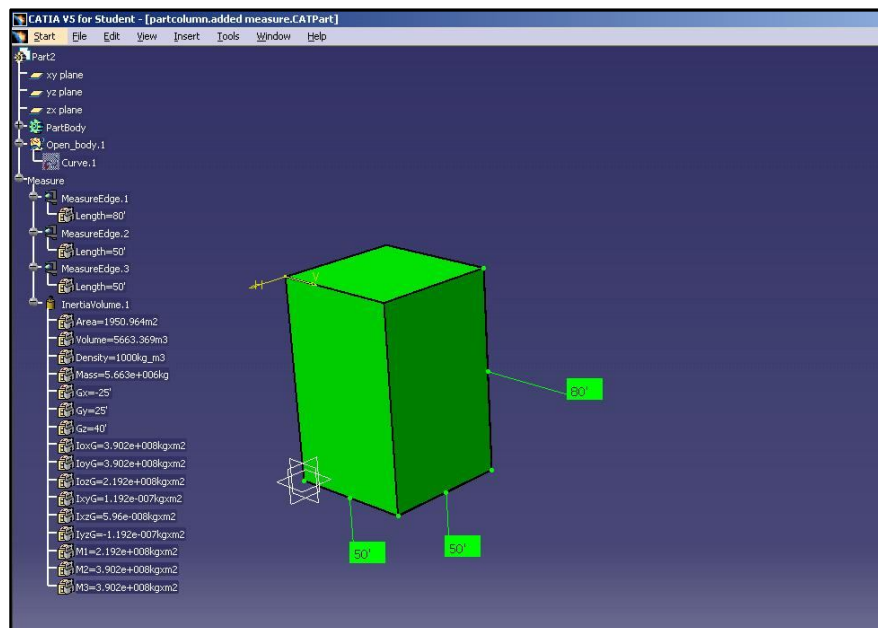 CATIA V5 for Student - [partcolumn.added measure.CATPart]
Start File Edit View Insert Tools Window Help
Part2
xy plane
yz plane
zx plane
PartBody
Open_body.1
Curve.1
Measure
MeasureEdge.1
Length=80'
MeasureEdge.2
Length=50'
MeasureEdge.3
Length=50'
InertiaVolume.1
Area=1950.964m2
Volume=5663.369m3
Density=1000kg_m3
Mass=5.663e+006kg
Gx=-25'
Gy=25'
Gz=40'
IoxG=3.902e+008kgxm2
IoyG=3.902e+008kgxm2
IozG=2.192e+008kgxm2
IxyG=1.192e-007kgxm2
IxzG=5.96e-008kgxm2
IyzG=-1.192e-007kgxm2
M1=2.192e+008kgxm2
M2=3.902e+008kgxm2
M3=3.902e+008kgxm2
H
V
80'
50'
50'